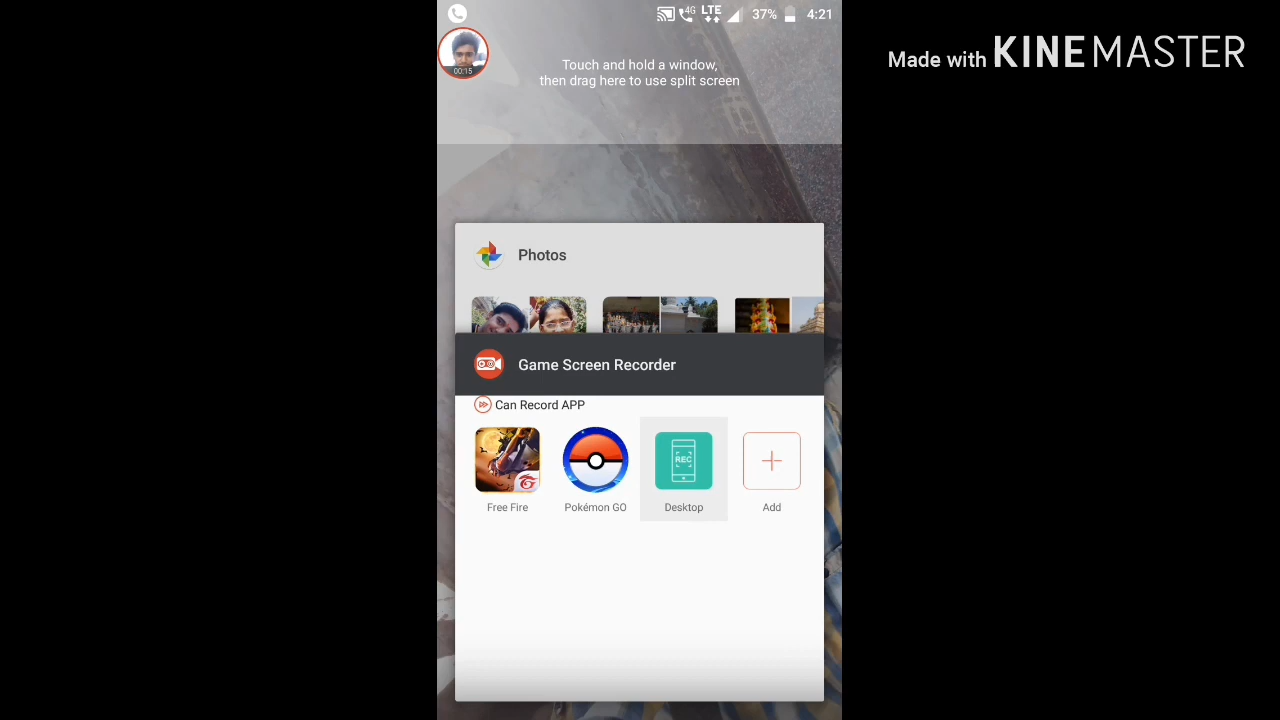 4G LTE 37% 4:21
00:15
Touch and hold a window,
then drag here to use split screen
Made with KINEMASTER
Photos
Game Screen Recorder
Can Record APP
REC
Free Fire
Pokémon GO
Desktop
Add